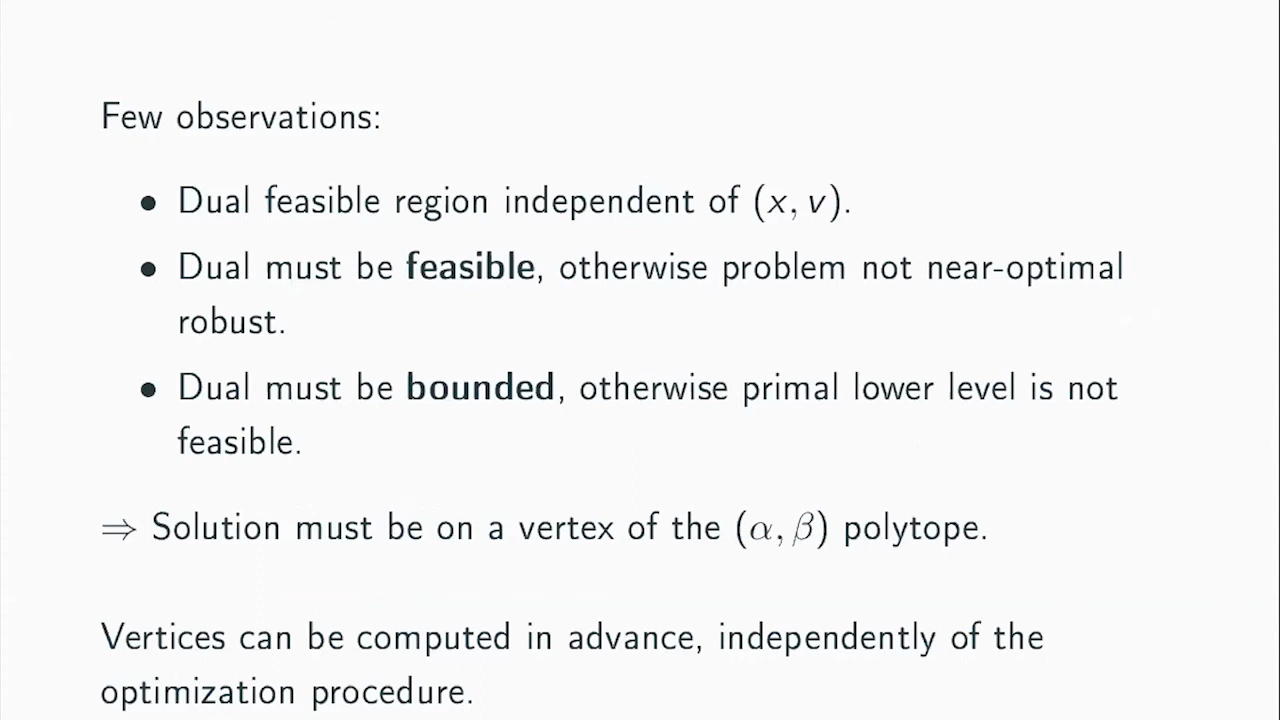 Few observations:
• Dual feasible region independent of (x, v).
• Dual must be feasible, otherwise problem not near-optimal
robust.
• Dual must be bounded, otherwise primal lower level is not
feasible.
⇒ Solution must be on a vertex of the (α, β) polytope.
Vertices can be computed in advance, independently of the
optimization procedure.